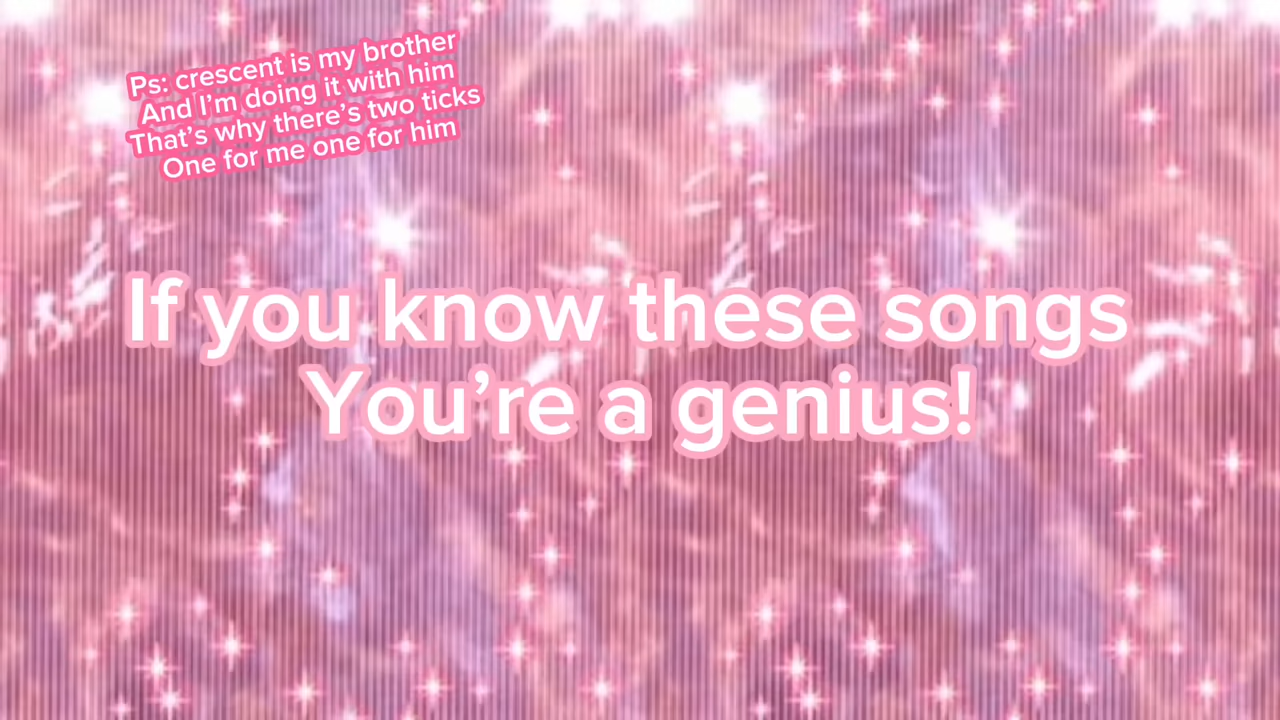 Ps: crescent is my brother
And I’m doing it with him
That’s why there’s two ticks
One for me one for him
If you know these songs
You’re a genius!